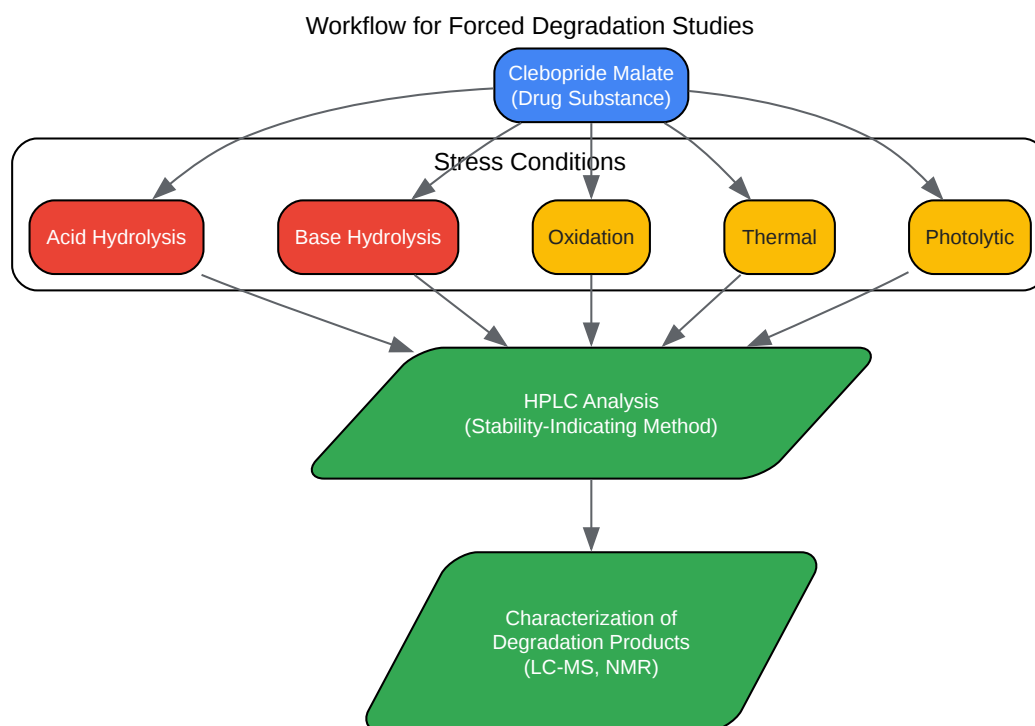 Workflow for Forced Degradation Studies
Clebopride Malate
(Drug Substance)
Stress Conditions
Acid Hydrolysis
Base Hydrolysis
Oxidation
Thermal
Photolytic
HPLC Analysis
(Stability-Indicating Method)
Characterization of
Degradation Products
(LC-MS, NMR)